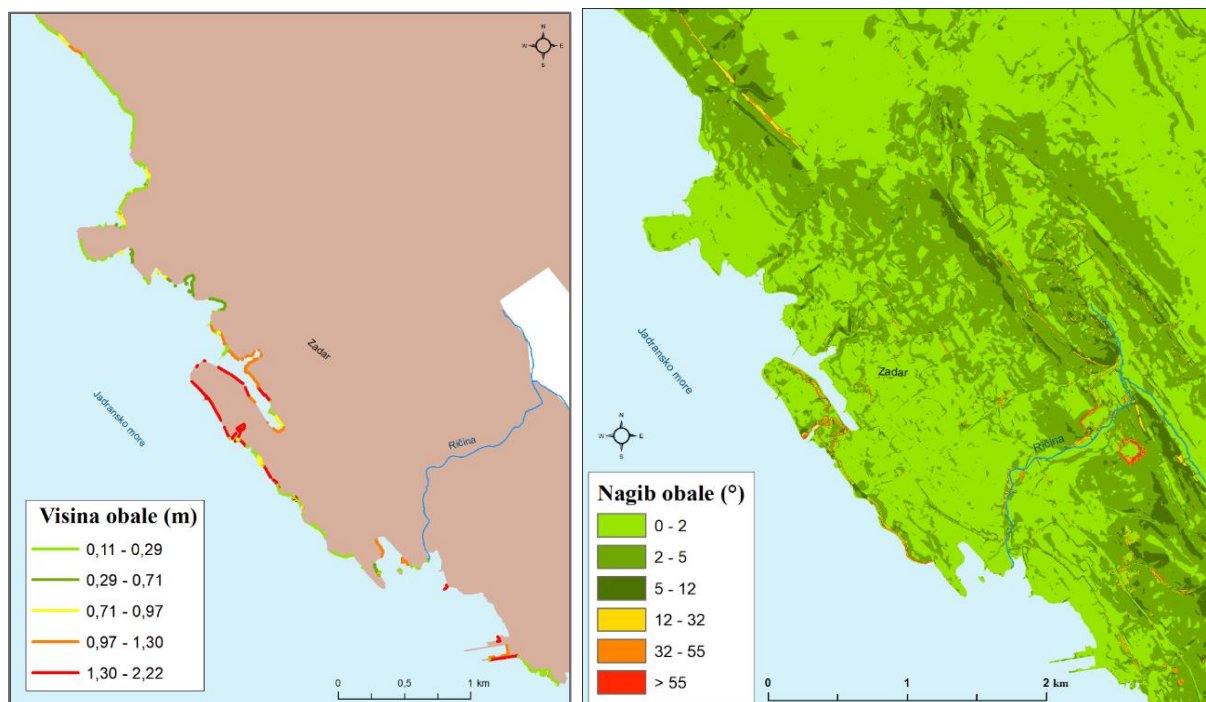 N
W E
S
Zadar
Jadransko more
Ričina
Visina obale (m)
0,11 - 0,29
0,29 - 0,71
0,71 - 0,97
0,97 - 1,30
1,30 - 2,22
0 0,5 1 km
Zadar
Jadransko more
N
W E
S
Ričina
Nagib obale (°)
0 - 2
2 - 5
5 - 12
12 - 32
32 - 55
> 55
0 1 2 km